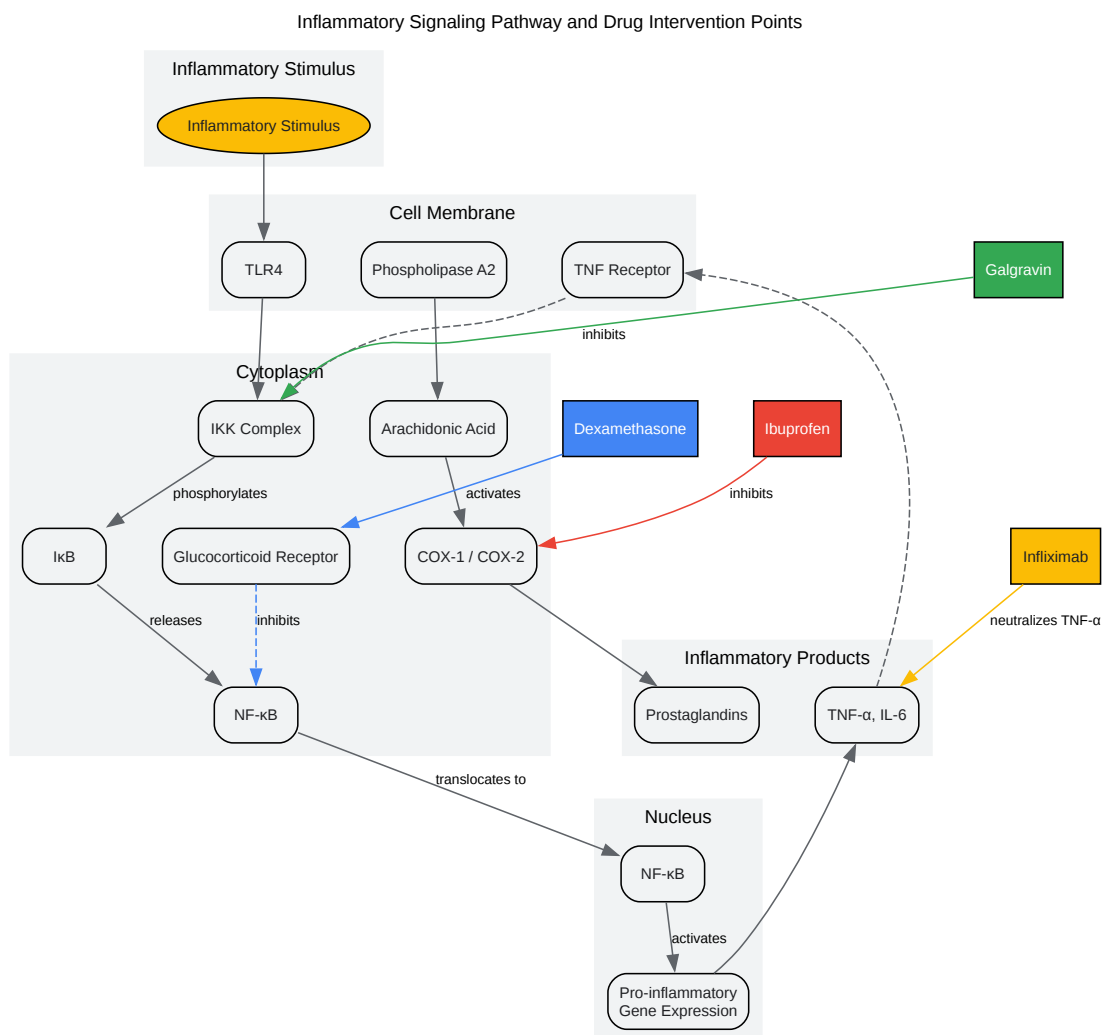 Inflammatory Signaling Pathway and Drug Intervention Points
Inflammatory Stimulus
Inflammatory Stimulus
Cell Membrane
TLR4
Phospholipase A2
TNF Receptor
Galgravin
inhibits
Cytoplasm
IKK Complex
Arachidonic Acid
Dexamethasone
Ibuprofen
phosphorylates
activates
inhibits
IκB
Glucocorticoid Receptor
COX-1 / COX-2
Infliximab
releases
inhibits
neutralizes TNF-α
Inflammatory Products
NF-κB
Prostaglandins
TNF-α, IL-6
translocates to
Nucleus
NF-κB
activates
Pro-inflammatory
Gene Expression